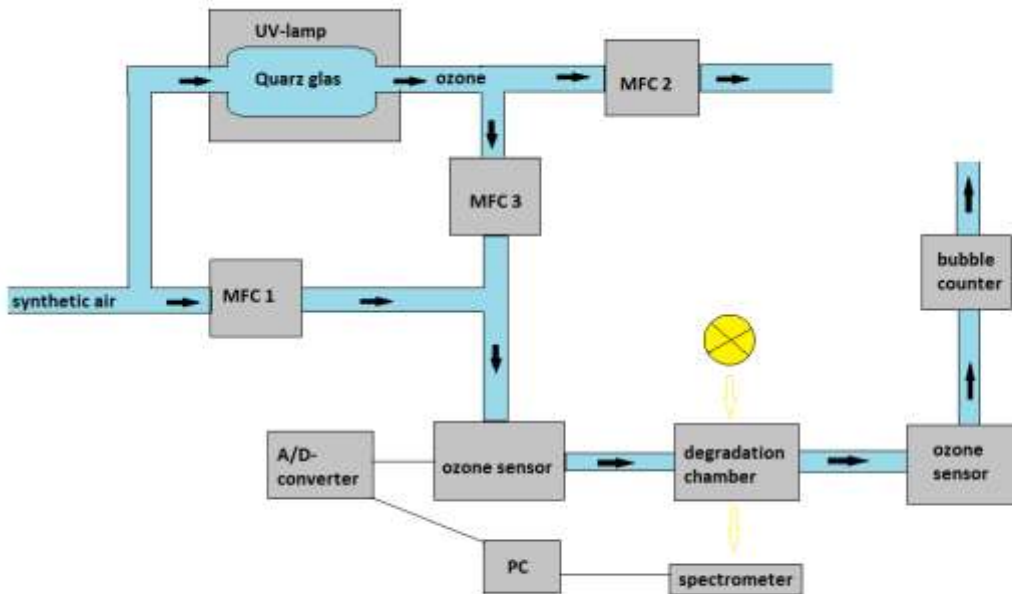 UV-lamp
Quarz glas
ozone
MFC 2
MFC 3
synthetic air
MFC 1
bubble
counter
A/D-
converter
ozone sensor
degradation
chamber
ozone
sensor
PC
spectrometer